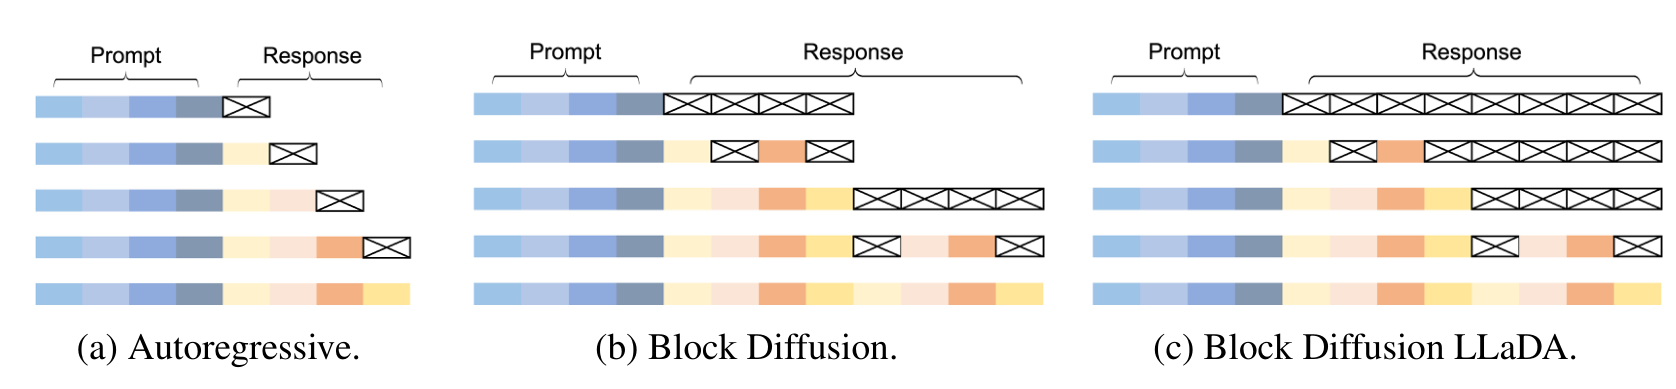 Prompt
Response
(a) Autoregressive.
Prompt
Response
(b) Block Diffusion.
Prompt
Response
(c) Block Diffusion LLaDA.